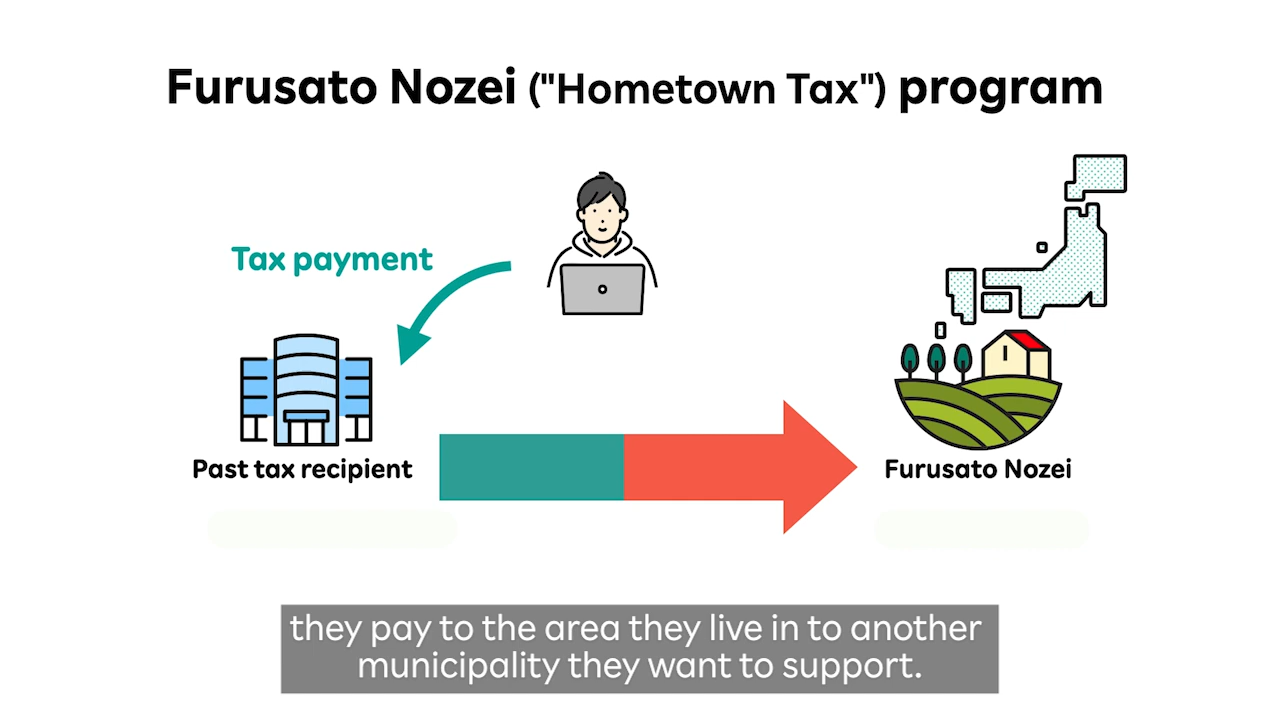 Furusato Nozei ("Hometown Tax") program
Tax payment
Past tax recipient
Furusato Nozei
they pay to the area they live in to another
municipality they want to support.